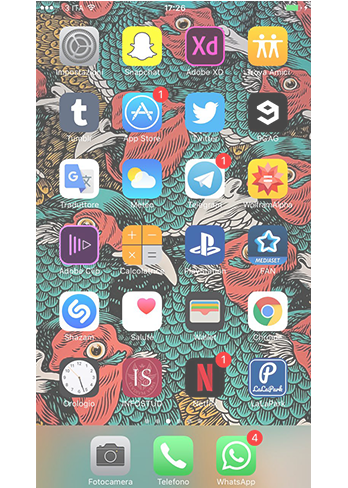 3 ITA
17:26
Impostazioni
Snapchat
Xd
Adobe XD
Trova Amici
t
Tumblr
1
App Store
Twitter
9GAG
G
Traduttore
Meteo
1
Telegram
WolframAlpha
Adobe Clip
Calcolatrice
PlayStation
MEDIASET
FAN
Shazam
Salute
Wallet
Chrome
Orologio
IS
1
N
Netflix
P
LaLaPark
LaLaPark
Fotocamera
Telefono
4
WhatsApp